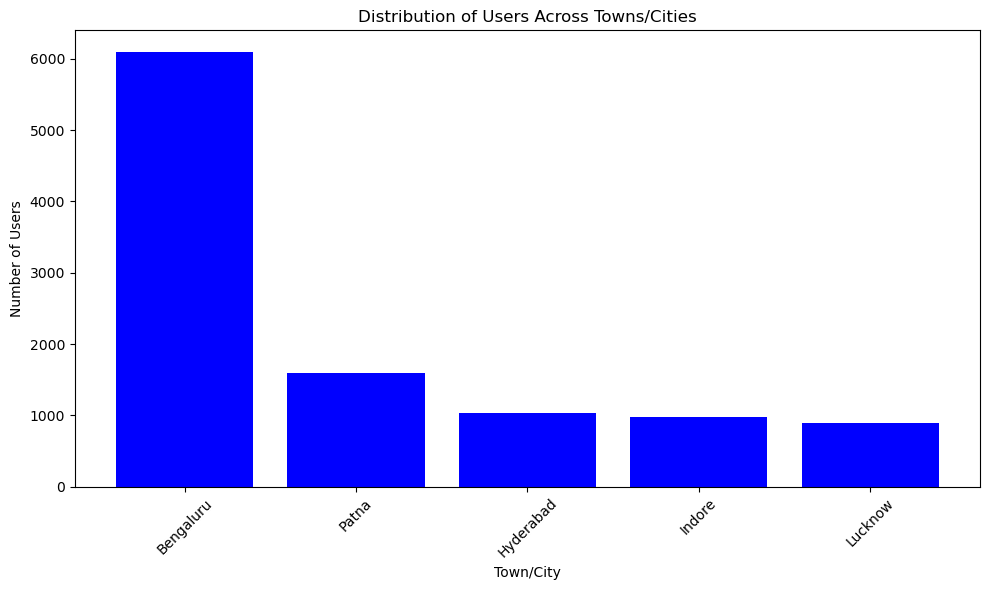 Distribution of Users Across Towns/Cities
Number of Users
6000
5000
4000
3000
2000
1000
0
Bengaluru
Patna
Hyderabad
Indore
Lucknow
Town/City